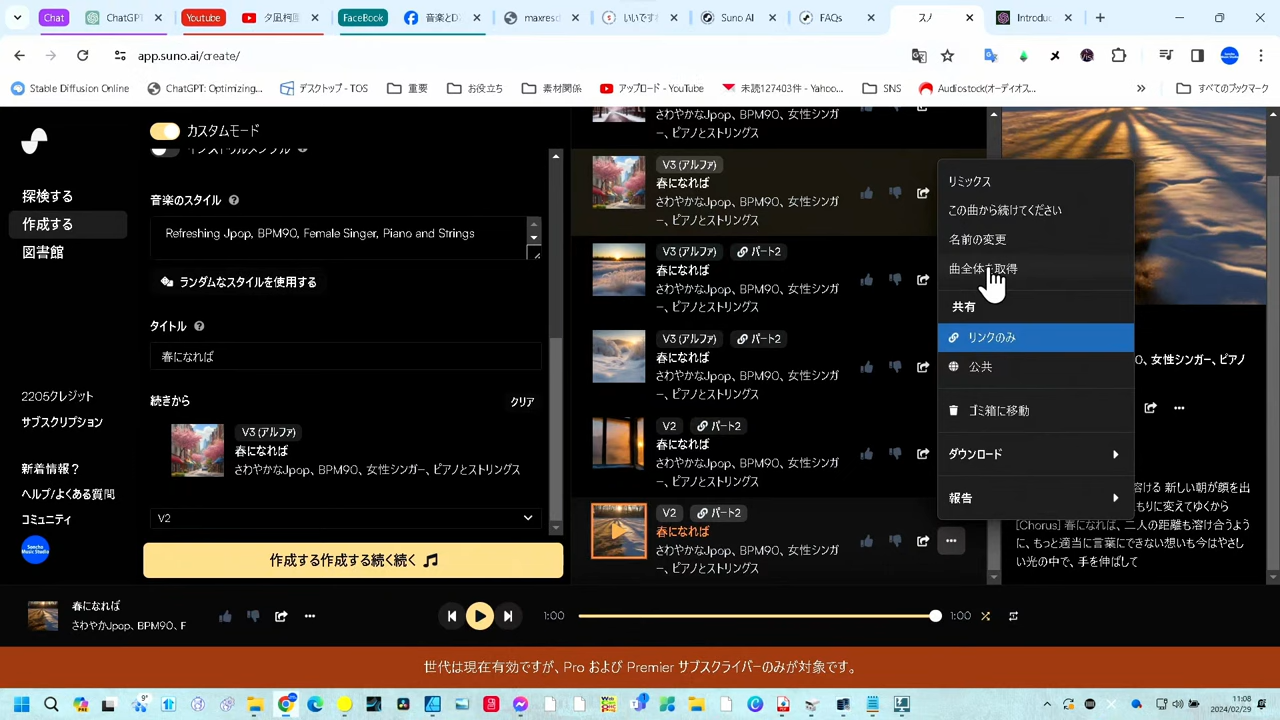 Chat
ChatGPT
Youtube
夕凪柯
FaceBook
音楽とD
maxresd
いいです
Suno AI
FAQs
スノ
Introduc
app.suno.ai/create/
Stable Diffusion Online
ChatGPT: Optimizing...
デスクトップ - TOS
重要
お役立ち
素材関係
アップロード - YouTube
未読127403件 - Yahoo...
SNS
Audiostock(オーディオス...
すべてのブックマーク
カスタムモード
インストゥルメンタル
探検する
作成する
図書館
音楽のスタイル
Refreshing Jpop, BPM90, Female Singer, Piano and Strings
ランダムなスタイルを使用する
タイトル
春になれば
続きから
クリア
V3 (アルファ)
春になれば
さわやかなJpop、BPM90、女性シンガー、ピアノとストリングス
V2
作成する作成する続く続く
2205クレジット
サブスクリプション
新着情報？
ヘルプ/よくある質問
コミュニティ
さわやかなJpop、BPM90、女性シンガ
ー、ピアノとストリングス
V3 (アルファ)
春になれば
さわやかなJpop、BPM90、女性シンガ
ー、ピアノとストリングス
V3 (アルファ) パート2
春になれば
さわやかなJpop、BPM90、女性シンガ
ー、ピアノとストリングス
V3 (アルファ) パート2
春になれば
さわやかなJpop、BPM90、女性シンガ
ー、ピアノとストリングス
V2 パート2
春になれば
さわやかなJpop、BPM90、女性シンガ
ー、ピアノとストリングス
V2 パート2
春になれば
さわやかなJpop、BPM90、女性シンガ
ー、ピアノとストリングス
リミックス
この曲から続けてください
名前の変更
曲全体を取得
共有
リンクのみ
公共
ゴミ箱に移動
ダウンロード
報告
0、女性シンガー、ピアノ
溶ける 新しい朝が顔を出
もりに変えてゆくから
[Chorus] 春になれば、二人の距離も溶け合うよう
に、もっと適当に言葉にできない想いも今はやさし
い光の中で、手を伸ばして
春になれば
さわやかJpop、BPM90、F
1:00
1:00
世代は現在有効ですが、Pro および Premier サブスクライバーのみが対象です。
9°
11:08
2024/02/29